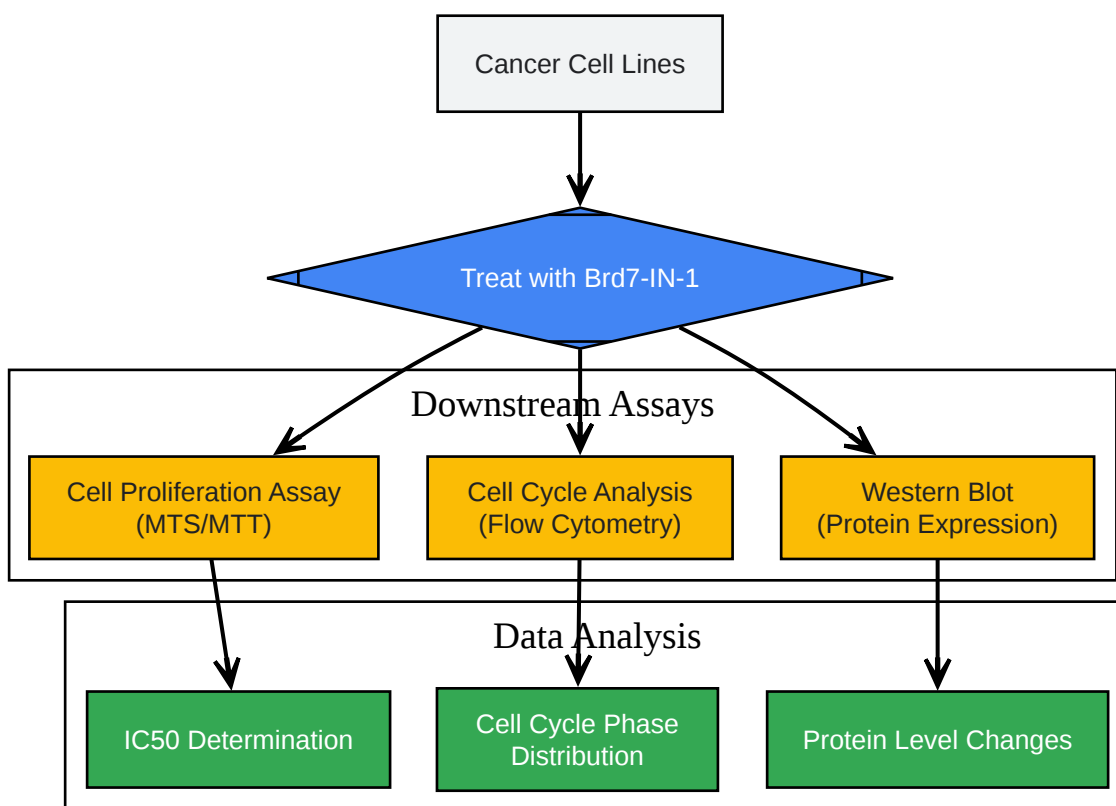 Cancer Cell Lines
Treat with Brd7-IN-1
Downstream Assays
Cell Proliferation Assay
(MTS/MTT)
Cell Cycle Analysis
(Flow Cytometry)
Western Blot
(Protein Expression)
Data Analysis
IC50 Determination
Cell Cycle Phase
Distribution
Protein Level Changes